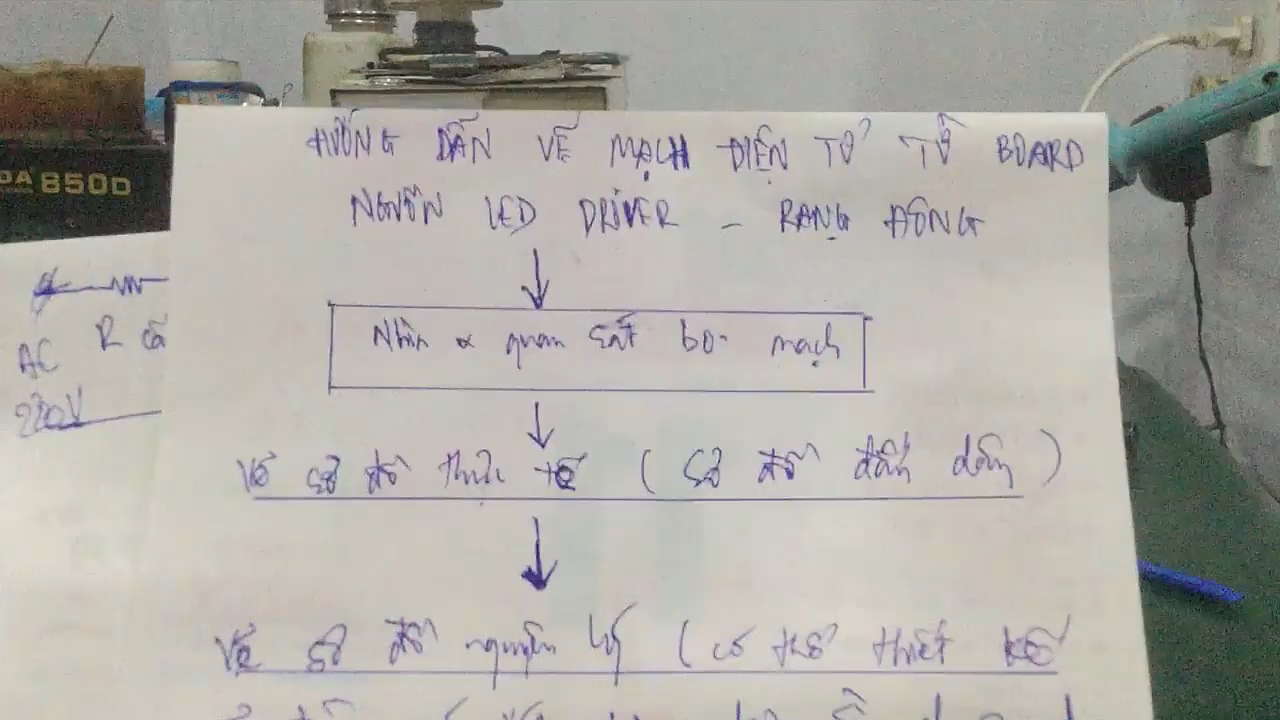 HƯỚNG DẪN VẼ MẠCH ĐIỆN TỬ TỪ BOARD
NGUỒN LED DRIVER – RẠNG ĐÔNG
Nhìn & quan sát bo mạch
Vẽ sơ đồ thực tế ( sơ đồ đấu dây )
Vẽ sơ đồ nguyên lý ( có thể thiết kế
DA 850D
AC R cầ
220V